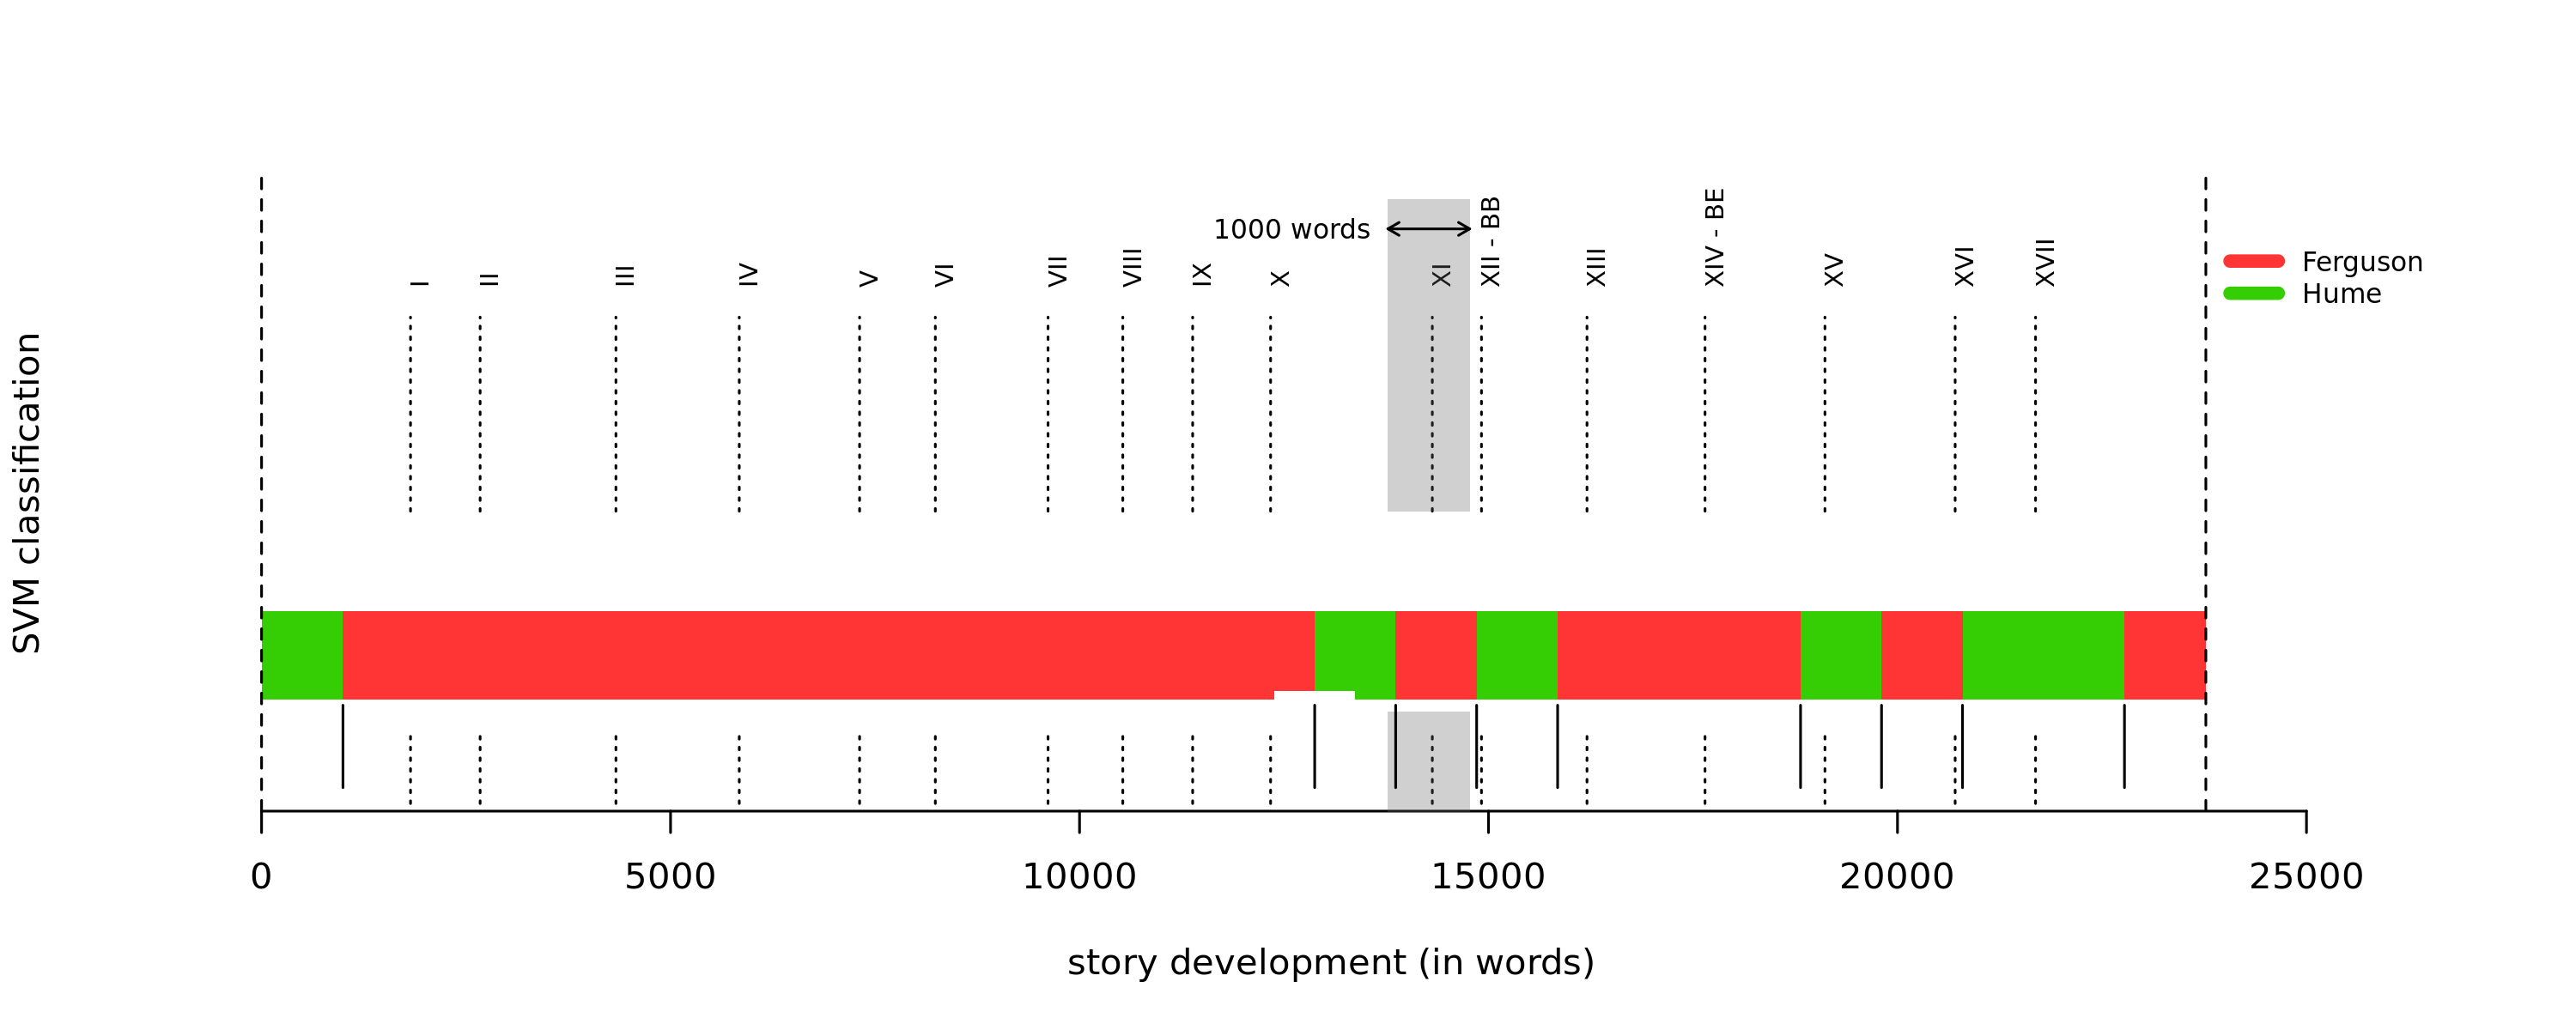 1000 words
I
II
III
IV
V
VI
VII
VIII
IX
X
XI
XII - BB
XIII
XIV - BE
XV
XVI
XVII
Ferguson
Hume
SVM classification
0
5000
10000
15000
20000
25000
story development (in words)